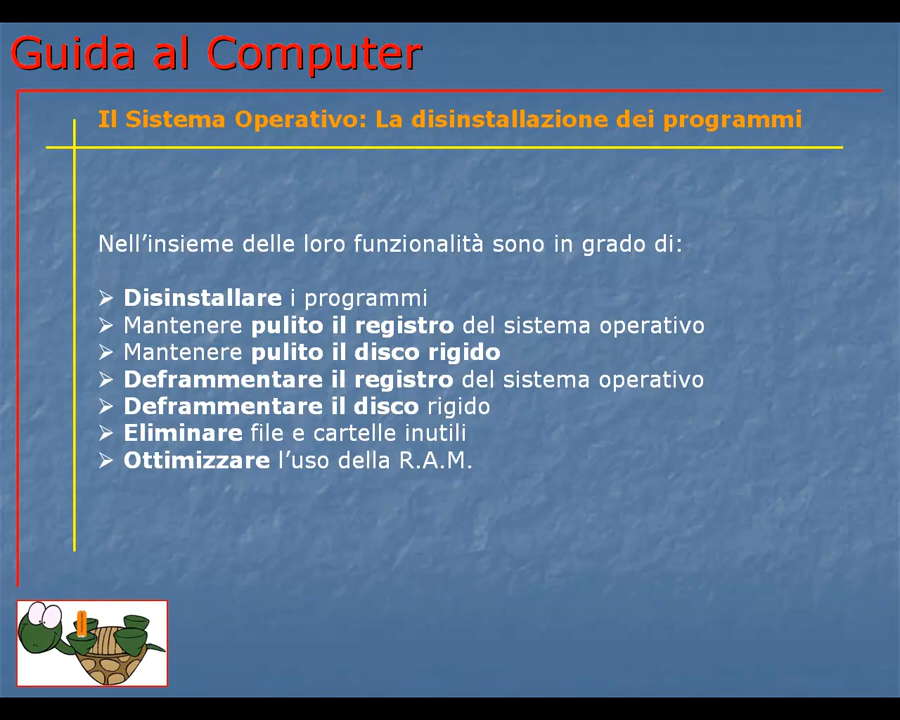 Guida al Computer
Il Sistema Operativo: La disinstallazione dei programmi
Nell’insieme delle loro funzionalità sono in grado di:
➢ Disinstallare i programmi
➢ Mantenere pulito il registro del sistema operativo
➢ Mantenere pulito il disco rigido
➢ Deframmentare il registro del sistema operativo
➢ Deframmentare il disco rigido
➢ Eliminare file e cartelle inutili
➢ Ottimizzare l’uso della R.A.M.